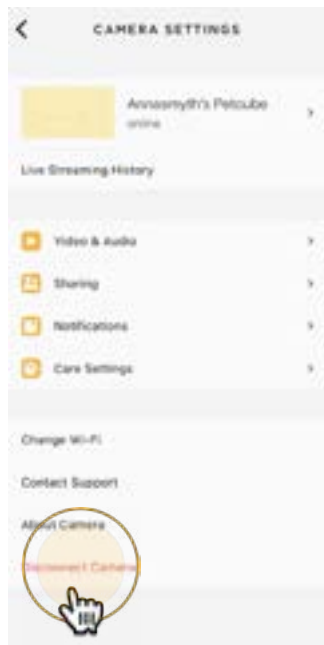 CAMERA SETTINGS
Annasmyth's Petcube
online
Live Streaming History
Video & Audio
Sharing
Notifications
Care Settings
Change Wi-Fi
Contact Support
About Camera
Disconnect Camera